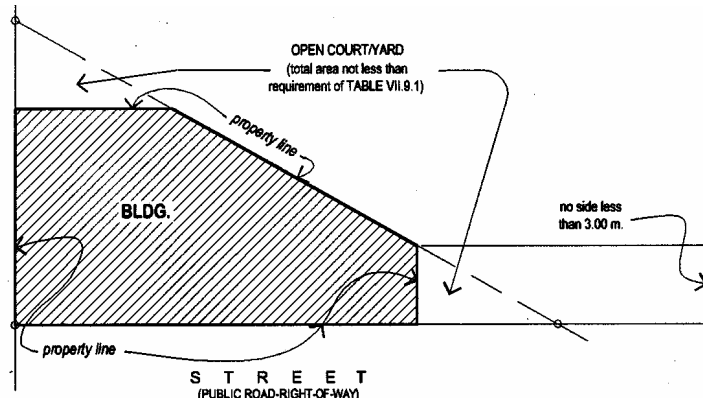 OPEN COURT/YARD
(total area not less than
requirement of TABLE VII.9.1)
property line
BLDG.
no side less
than 3.00 m.
property line
S T R E E T
(PUBLIC ROAD-RIGHT-OF-WAY)